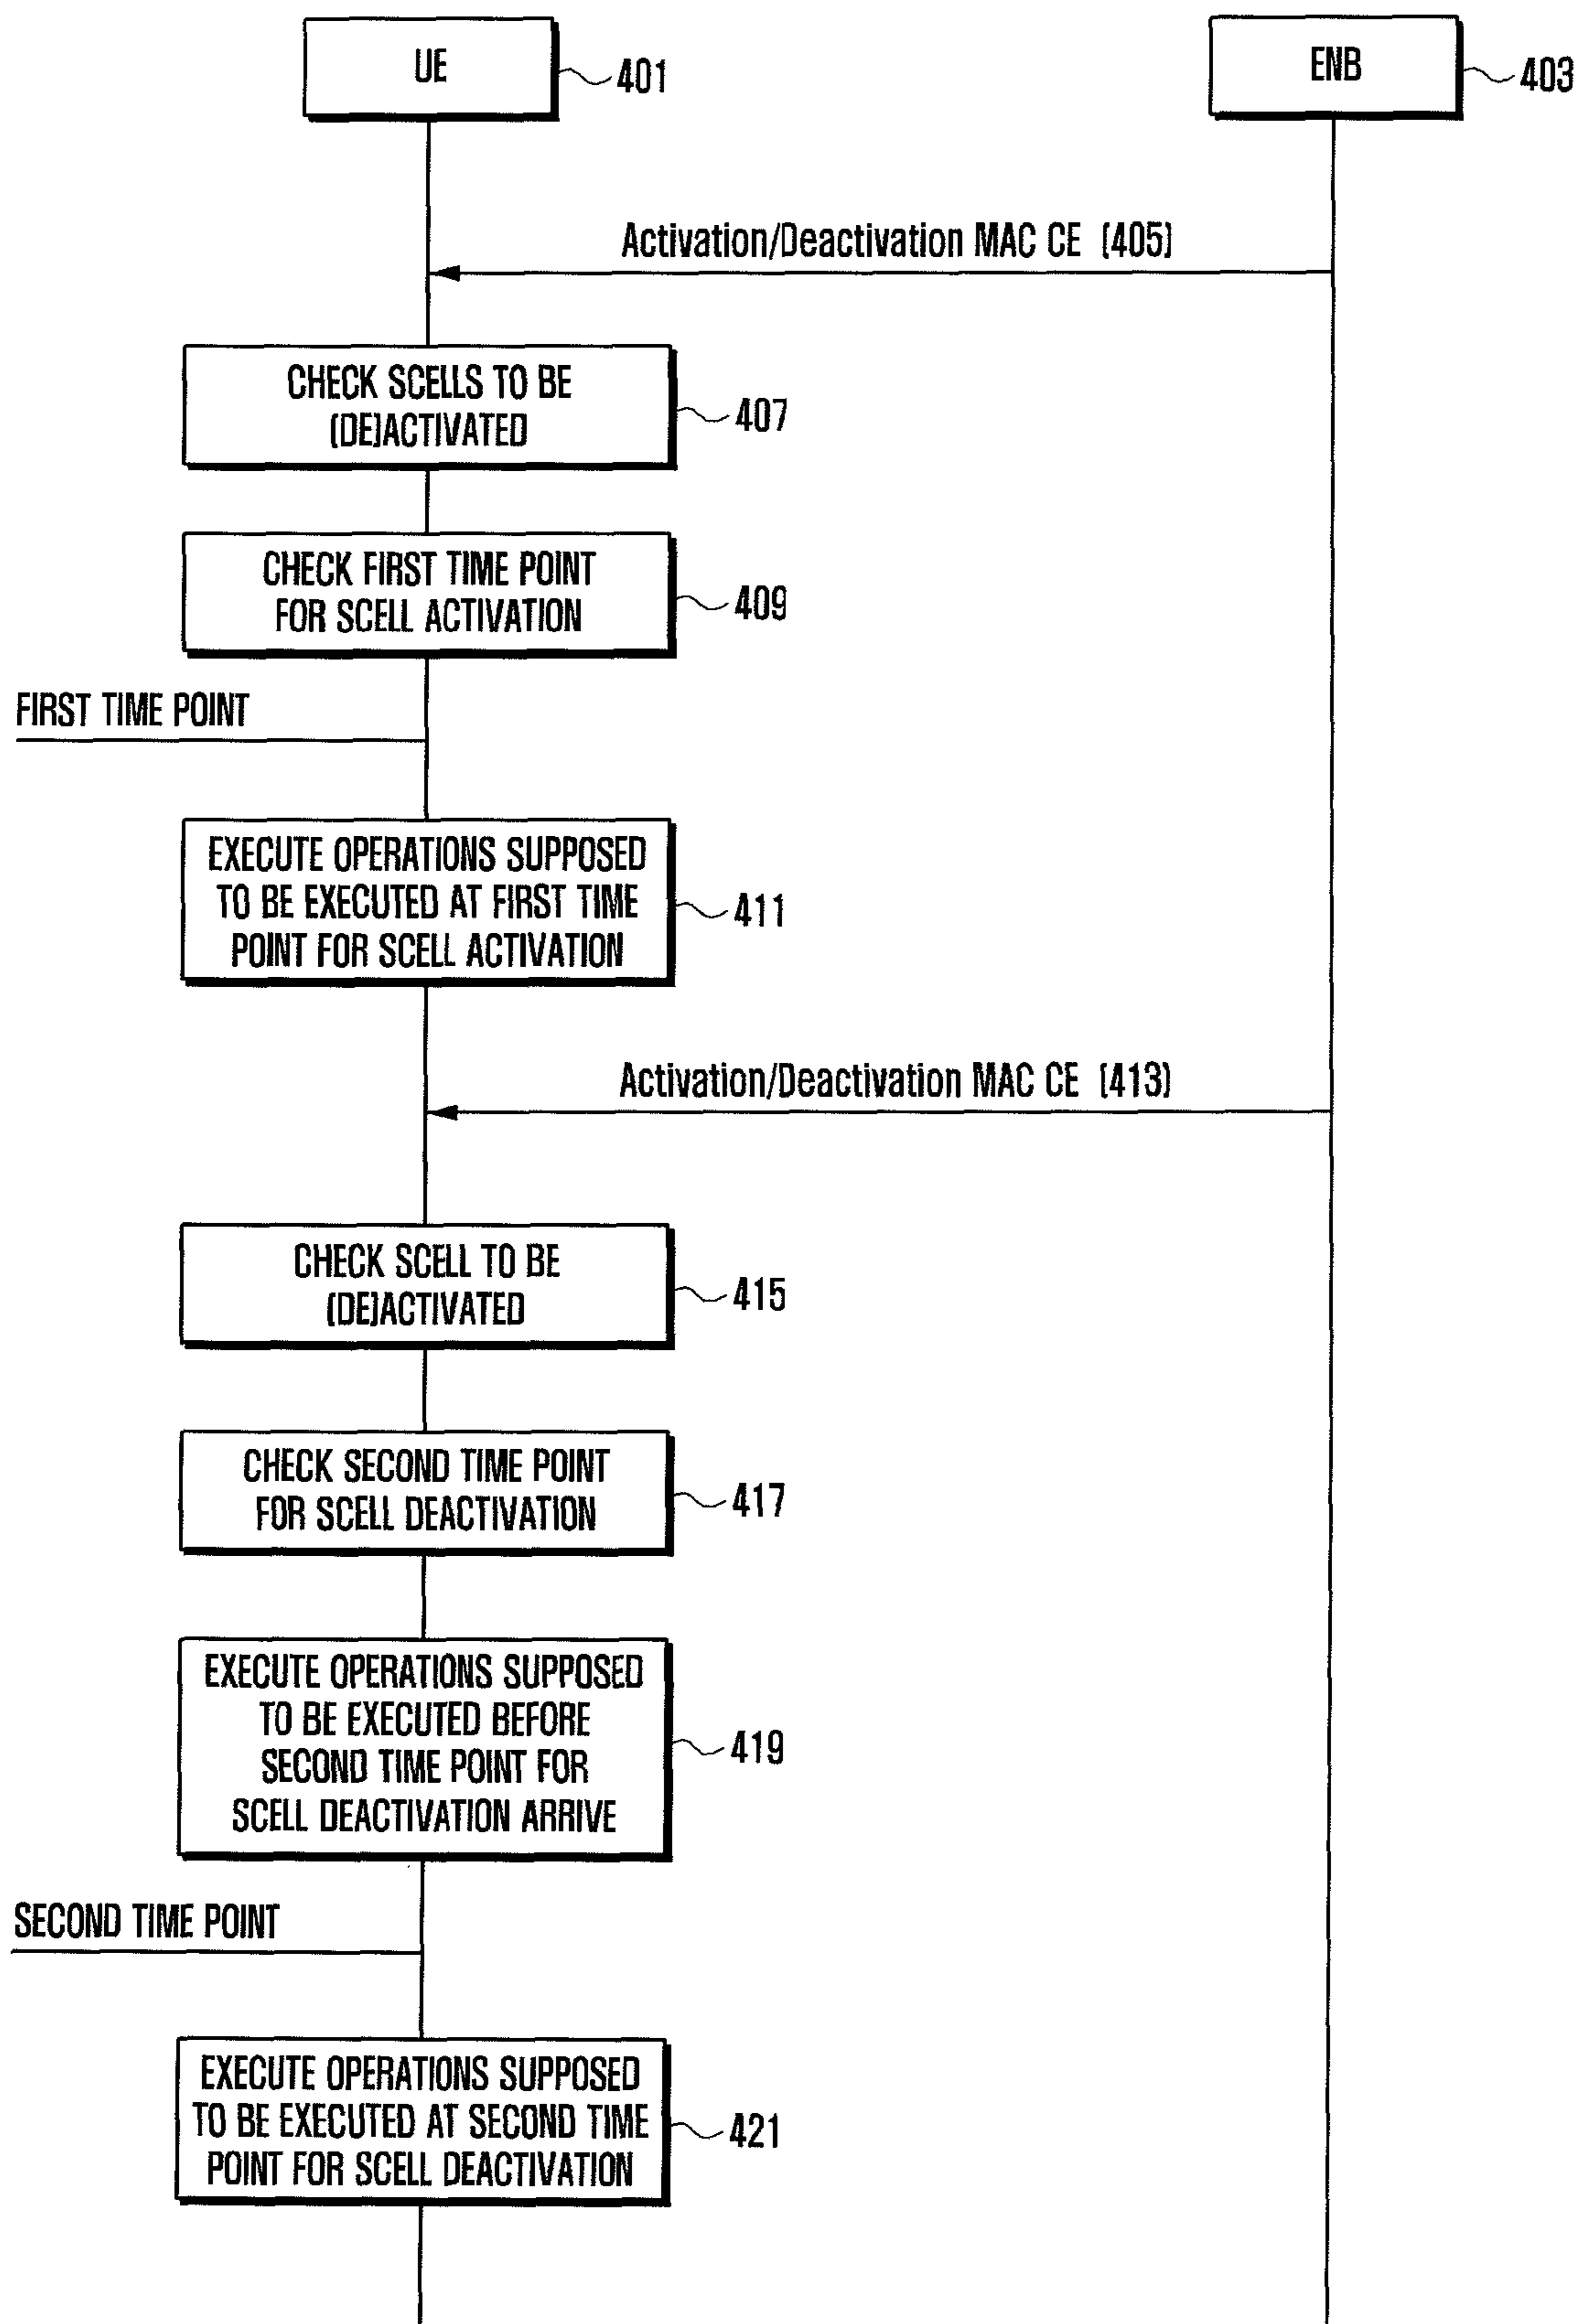 UE
401
ENB
403
Activation/Deactivation MAC CE (405)
CHECK SCELLS TO BE
(DE)ACTIVATED
407
CHECK FIRST TIME POINT
FOR SCELL ACTIVATION
409
FIRST TIME POINT
EXECUTE OPERATIONS SUPPOSED
TO BE EXECUTED AT FIRST TIME
POINT FOR SCELL ACTIVATION
411
Activation/Deactivation MAC CE (413)
CHECK SCELL TO BE
(DE)ACTIVATED
415
CHECK SECOND TIME POINT
FOR SCELL DEACTIVATION
417
EXECUTE OPERATIONS SUPPOSED
TO BE EXECUTED BEFORE
SECOND TIME POINT FOR
SCELL DEACTIVATION ARRIVE
419
SECOND TIME POINT
EXECUTE OPERATIONS SUPPOSED
TO BE EXECUTED AT SECOND TIME
POINT FOR SCELL DEACTIVATION
421